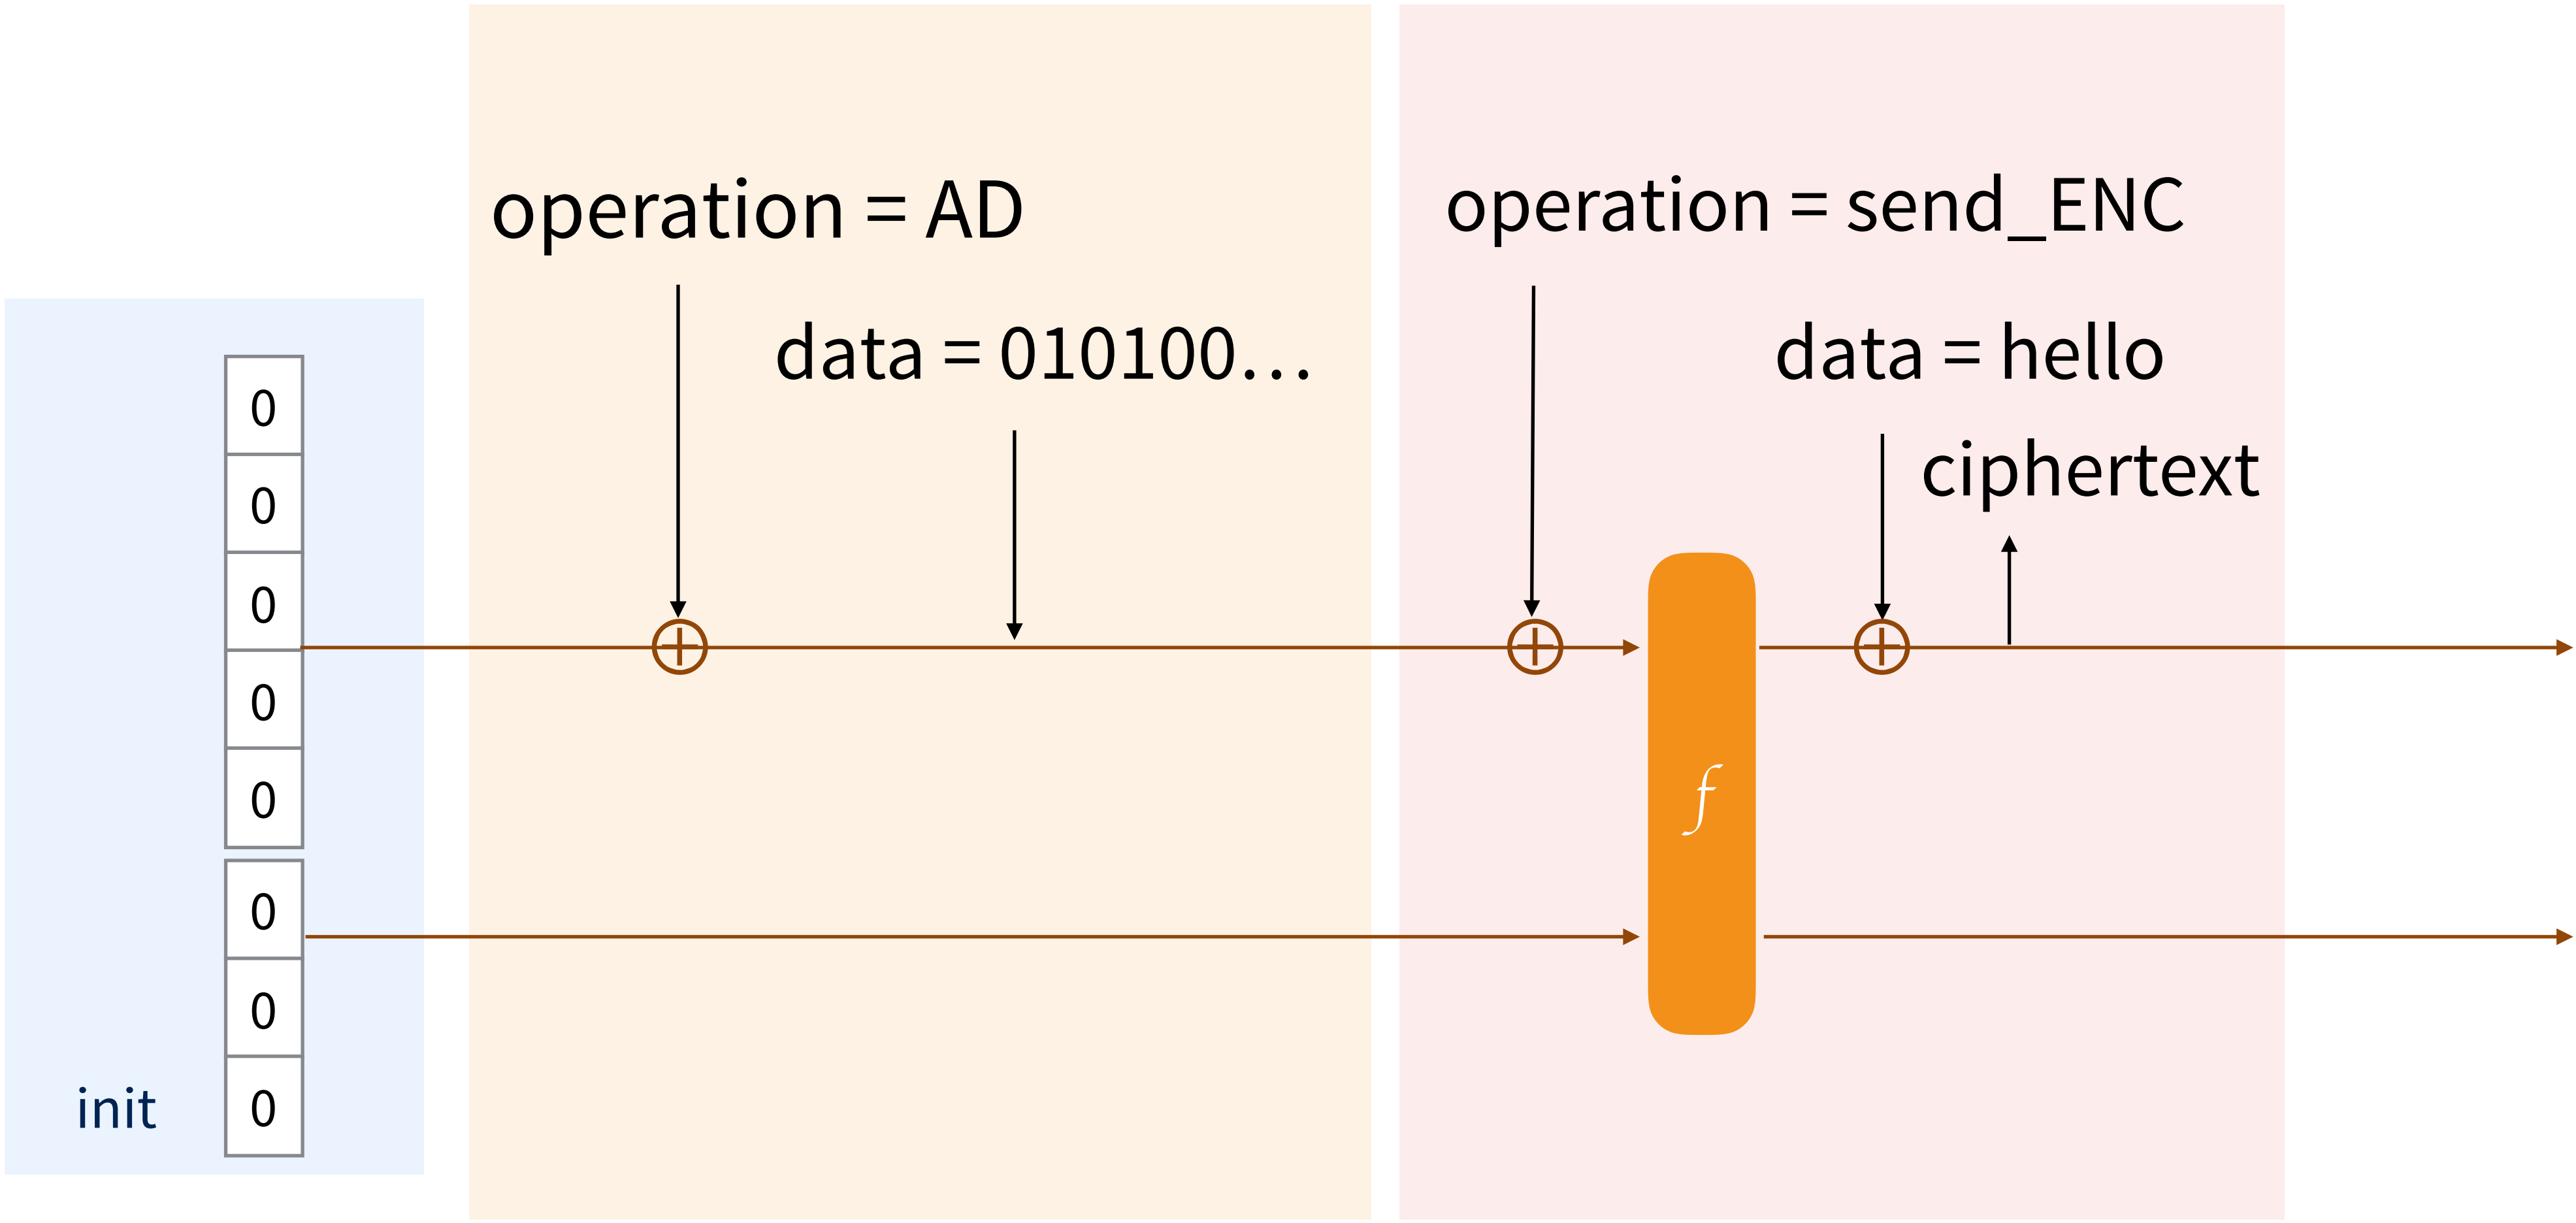 operation = AD
data = 010100...
operation = send_ENC
data = hello
ciphertext
0
0
0
0
0
0
0
0
init
f